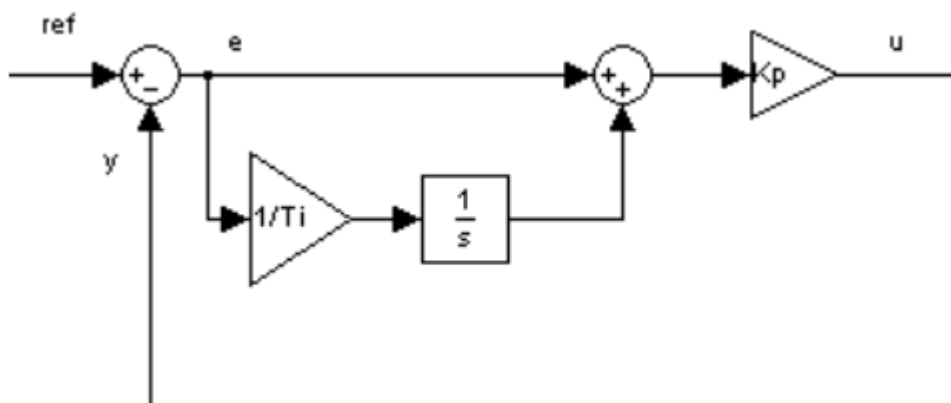 ref
e
u
+
−
+
+
Kp
y
1/Ti
1
s